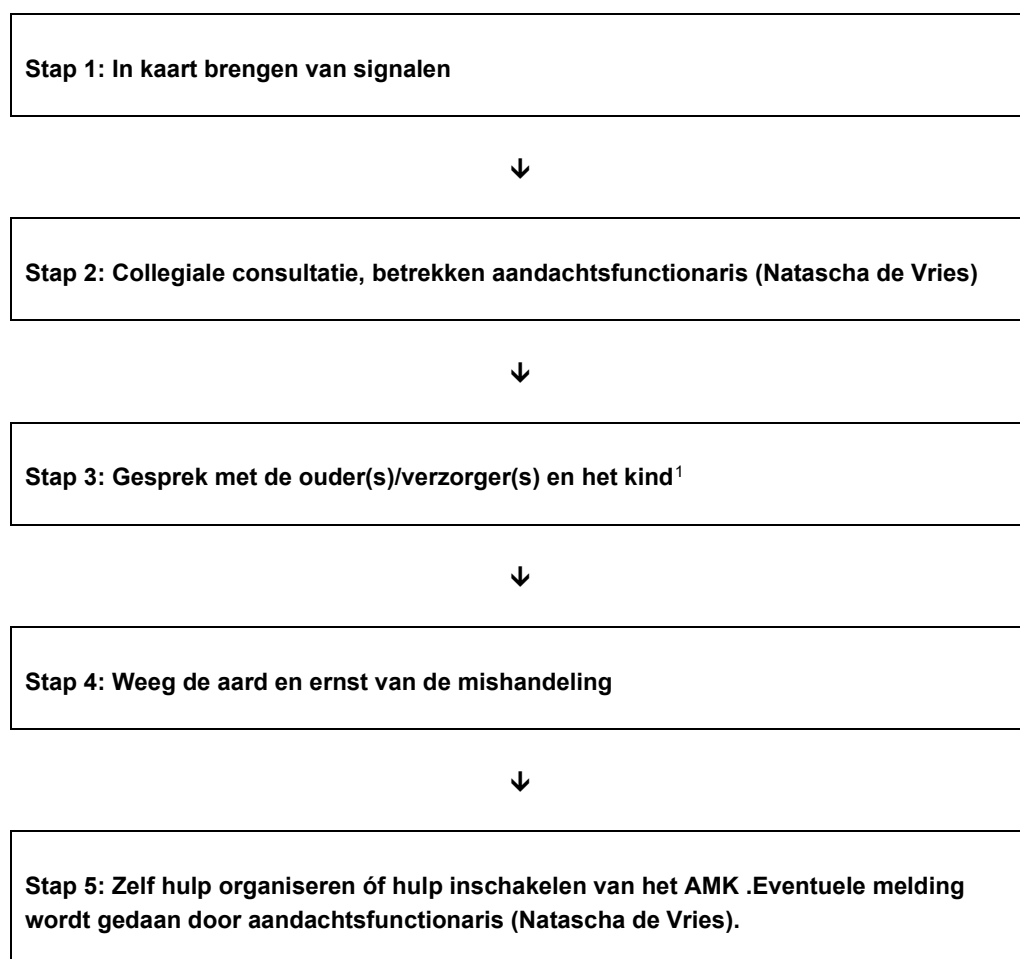 Stap 1: In kaart brengen van signalen
↓
Stap 2: Collegiale consultatie, betrekken aandachtsfunctionaris (Natascha de Vries)
↓
Stap 3: Gesprek met de ouder(s)/verzorger(s) en het kind¹
↓
Stap 4: Weeg de aard en ernst van de mishandeling
↓
Stap 5: Zelf hulp organiseren óf hulp inschakelen van het AMK .Eventuele melding
wordt gedaan door aandachtsfunctionaris (Natascha de Vries).